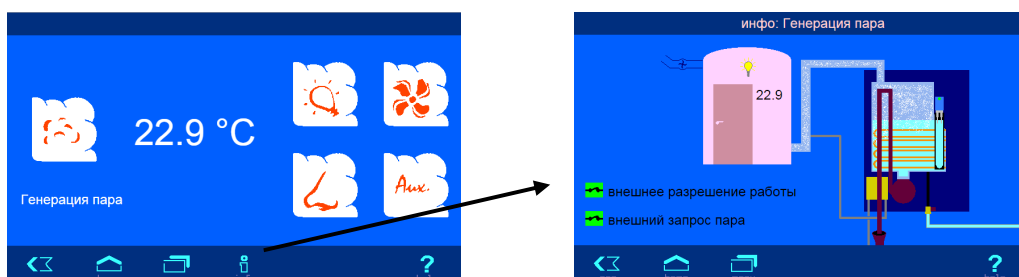 22.9 °C
Aux.
Генерация пара
?
инфо: Генерация пара
22.9
внешнее разрешение работы
внешний запрос пара
?